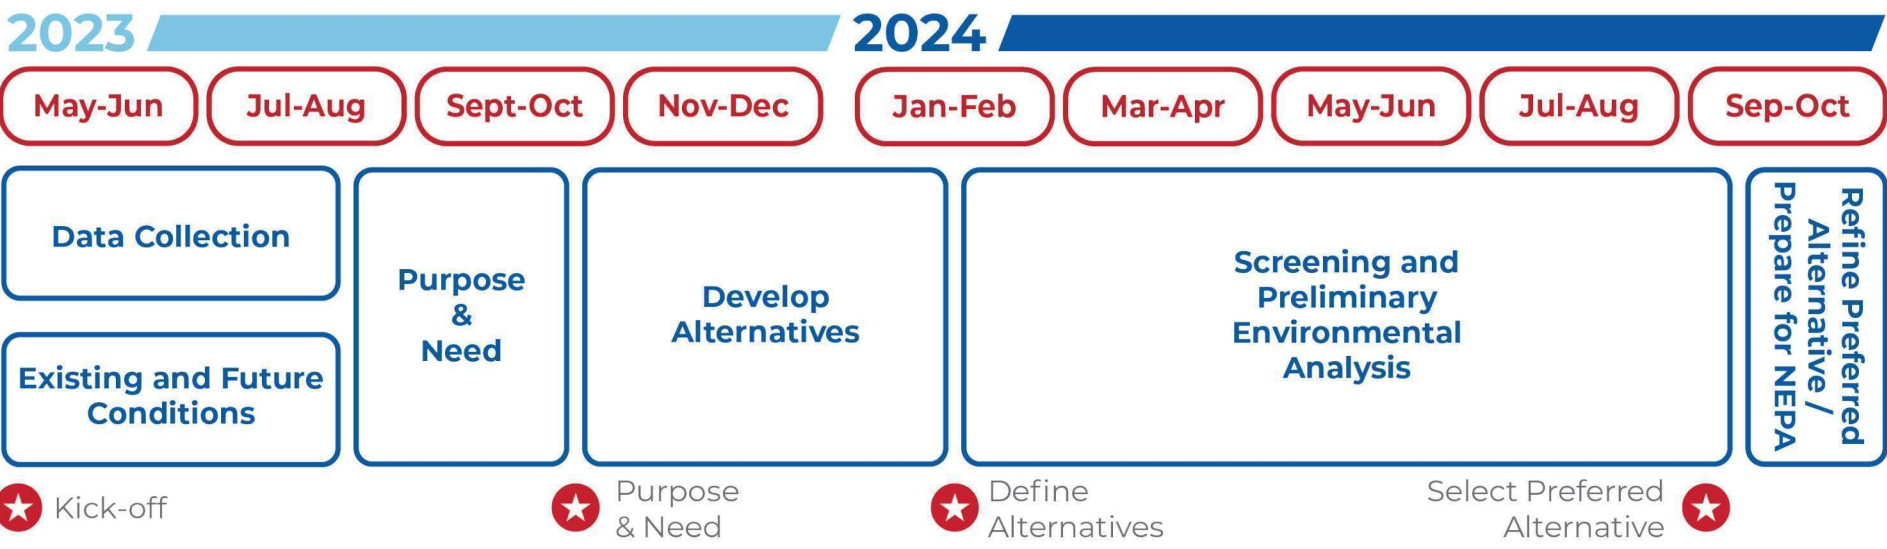 2023
2024
May-Jun
Jul-Aug
Sept-Oct
Nov-Dec
Jan-Feb
Mar-Apr
May-Jun
Jul-Aug
Sep-Oct
Data Collection
Existing and Future
Conditions
Purpose
&
Need
Develop
Alternatives
Screening and
Preliminary
Environmental
Analysis
Refine Preferred
Alternative /
Prepare for NEPA
Kick-off
Purpose
& Need
Define
Alternatives
Select Preferred
Alternative